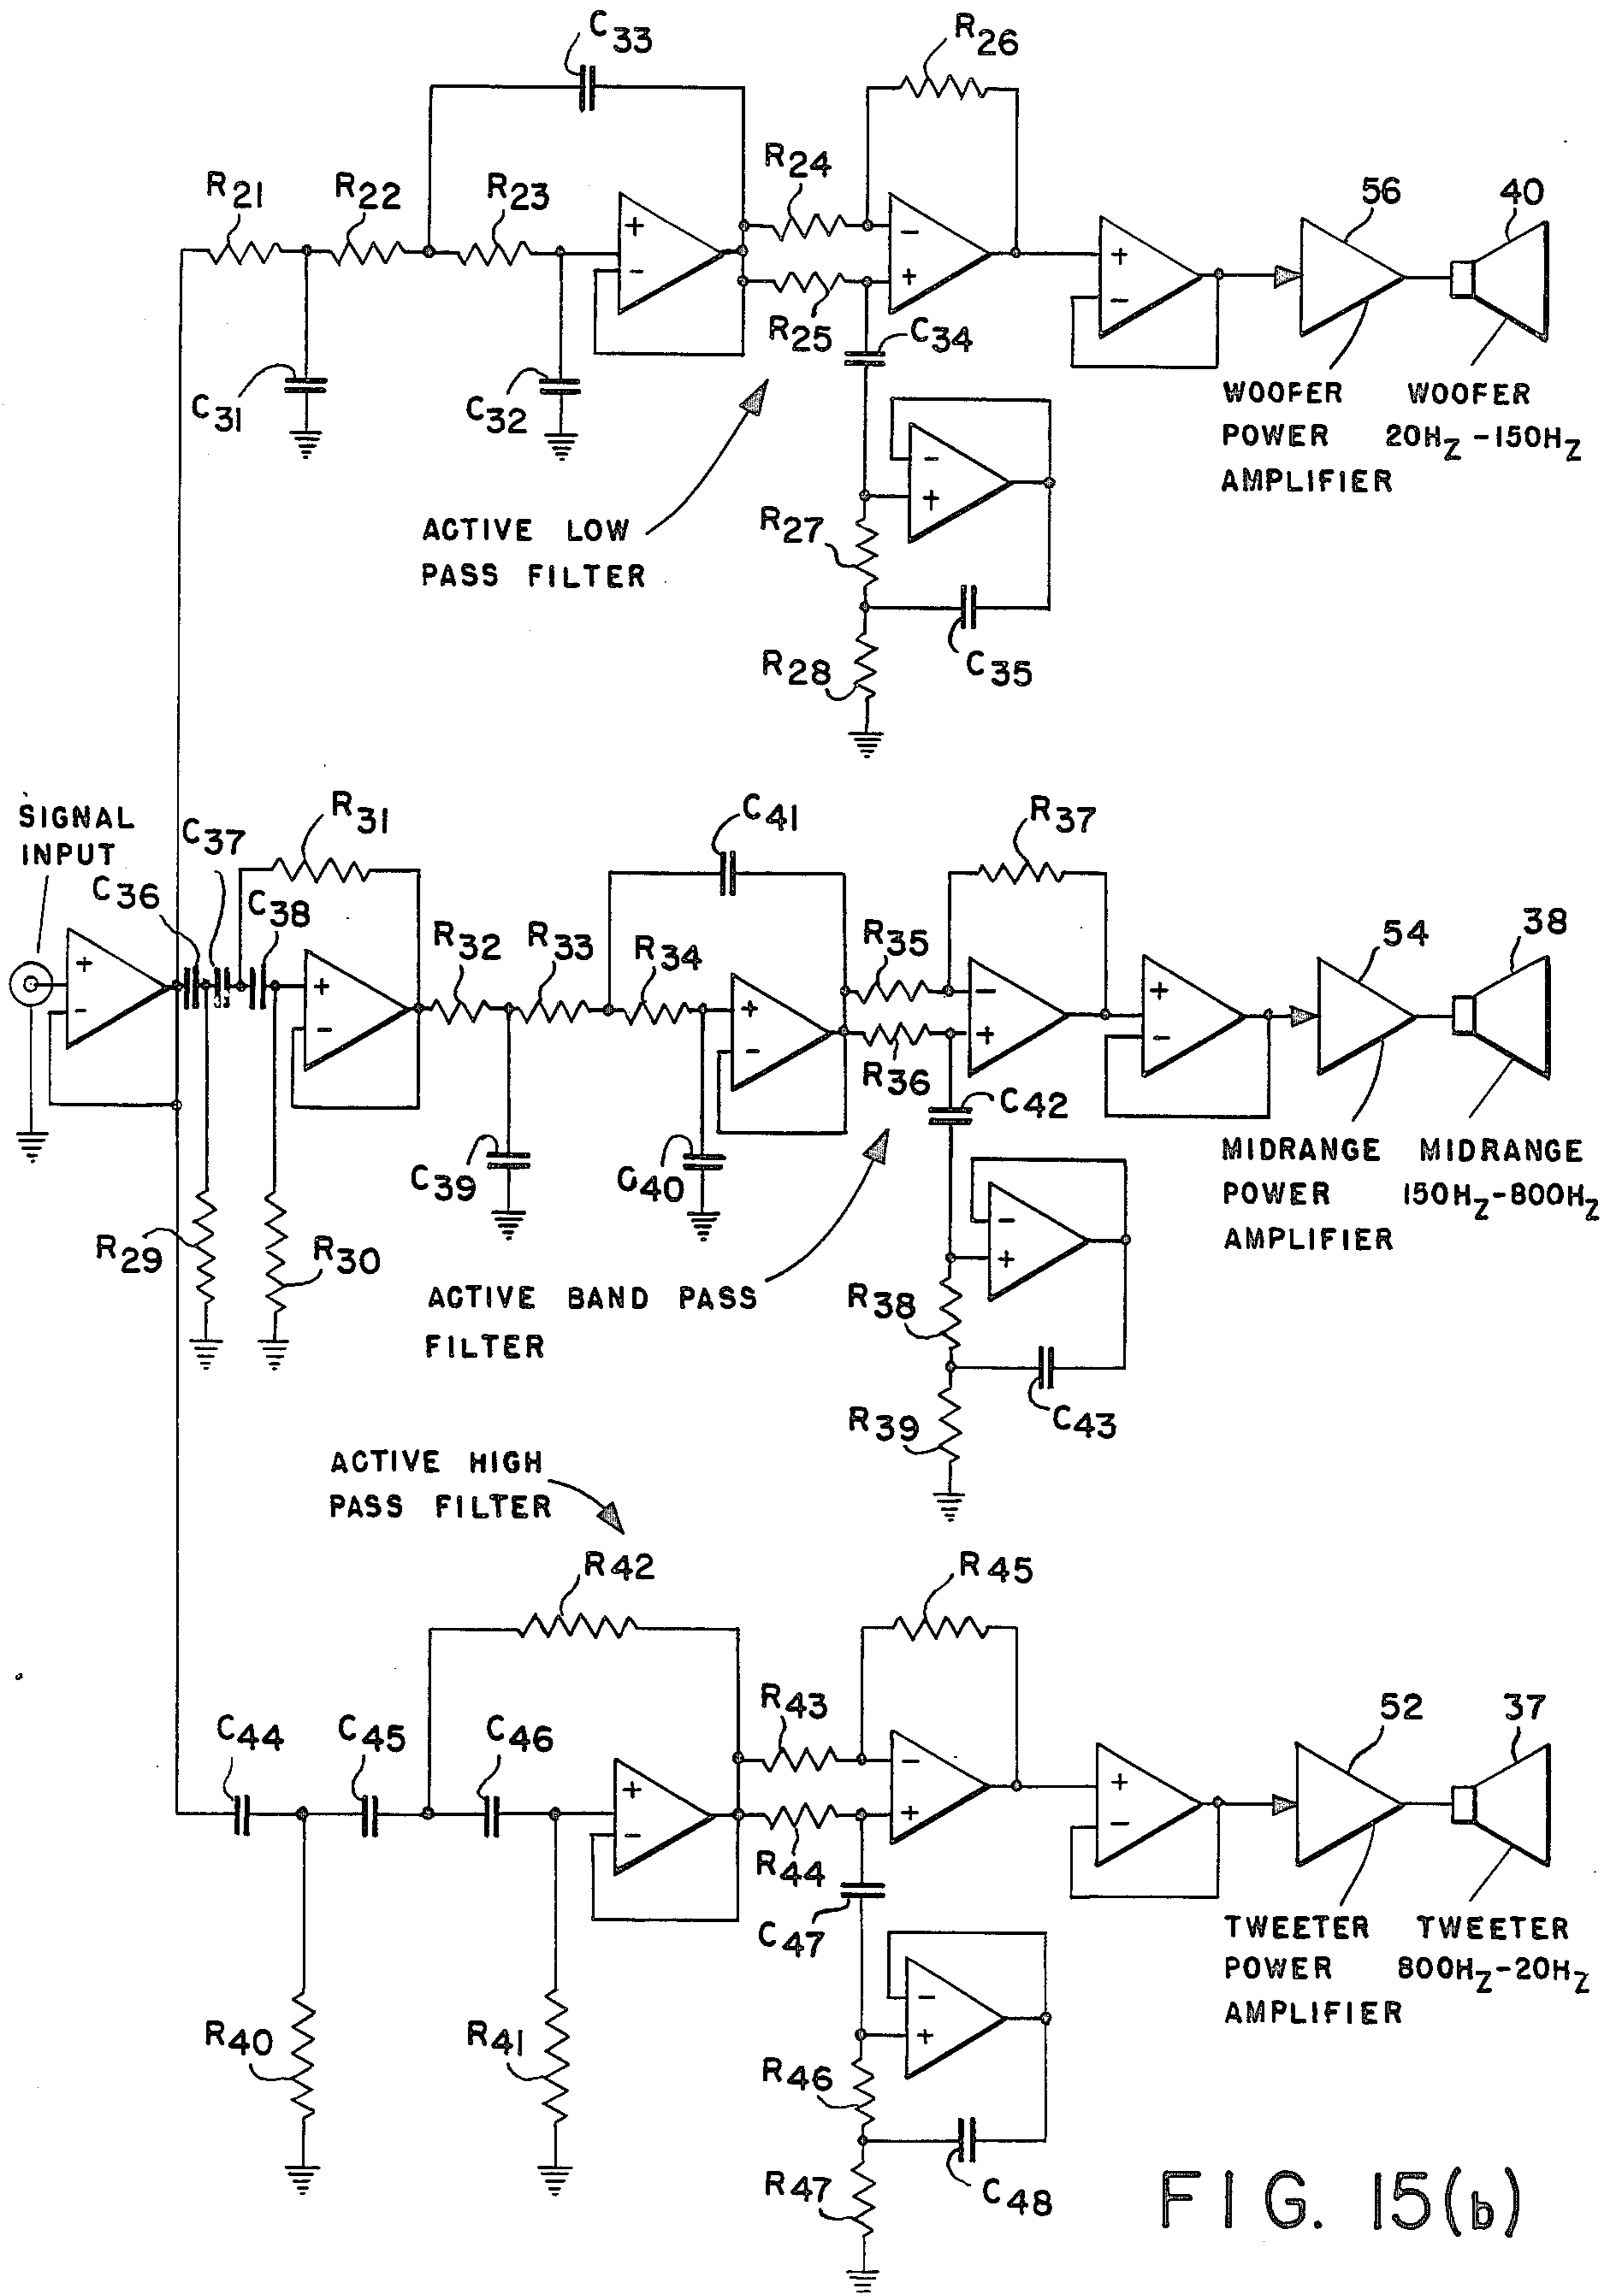 C33
R26
R21
R22
R23
R24
56
40
+
-
-
+
+
-
R25
C34
C31
C32
WOOFER POWER AMPLIFIER
WOOFER 20HZ -150HZ
-
+
ACTIVE LOW
PASS FILTER
R27
R28
C35
SIGNAL
INPUT
R31
C37
C41
R37
C36
C38
R32
R33
R34
R35
54
38
+
-
+
-
+
-
-
+
+
-
R36
C42
C39
C40
MIDRANGE POWER AMPLIFIER
MIDRANGE 150HZ-800HZ
R29
R30
-
+
ACTIVE BAND PASS
FILTER
R38
R39
C43
ACTIVE HIGH
PASS FILTER
R42
R45
C44
C45
C46
R43
52
37
+
-
-
+
+
-
R44
C47
TWEETER POWER AMPLIFIER
TWEETER 800HZ-20HZ
-
+
R40
R41
R46
R47
C48
FIG. 15(b)